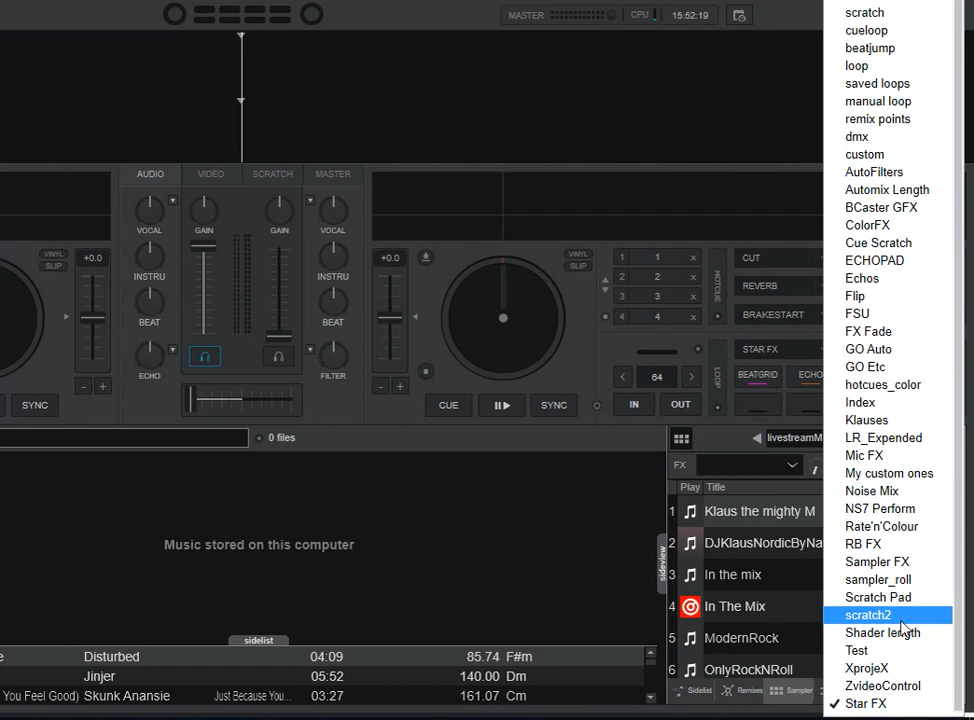 MASTER CPU 15:52:19
scratch
cueloop
beatjump
loop
saved loops
manual loop
remix points
dmx
custom
AutoFilters
Automix Length
BCaster GFX
ColorFX
Cue Scratch
ECHOPAD
Echos
Flip
FSU
FX Fade
GO Auto
GO Etc
hotcues_color
Index
Klauses
LR_Expended
Mic FX
My custom ones
Noise Mix
NS7 Perform
Rate'n'Colour
RB FX
Sampler FX
sampler_roll
Scratch Pad
scratch2
Shader length
Test
XprojeX
ZvideoControl
Star FX
AUDIO VIDEO SCRATCH MASTER
VOCAL GAIN GAIN VOCAL
INSTRU INSTRU
BEAT BEAT
ECHO FILTER
VINYL
SLIP
+0.0
- +
SYNC
+0.0
- +
VINYL
SLIP
CUE SYNC
1 1 x
2 2 x
3 3 x
4 4 x
HOTCUE
< 64 >
IN OUT
LOOP
CUT
REVERB
BRAKESTART
STAR FX
BEATGRID ECHO
0 files
Music stored on this computer
sideview
sidelist
e Disturbed 04:09 85.74 F#m
Jinjer 05:52 140.00 Dm
You Feel Good) Skunk Anansie Just Because You... 03:27 161.07 Cm
livestreamM
FX
Play Title
1 Klaus the mighty M
2 DJKlausNordicByNa
3 In the mix
4 In The Mix
5 ModernRock
6 OnlyRockNRoll
Sidelist Remixes Sampler